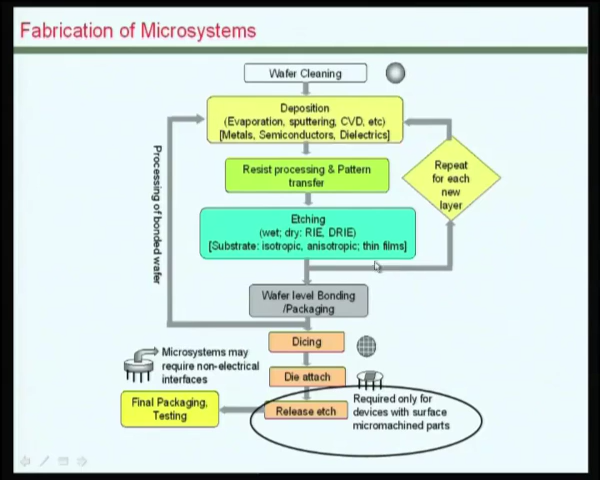 Fabrication of Microsystems
Wafer Cleaning
Deposition
(Evaporation, sputtering, CVD, etc)
[Metals, Semiconductors, Dielectrics]
Resist processing & Pattern
transfer
Repeat
for each
new
layer
Etching
(wet; dry: RIE, DRIE)
[Substrate: isotropic, anisotropic; thin films]
Processing of bonded wafer
Wafer level Bonding
/Packaging
Dicing
Microsystems may
require non-electrical
interfaces
Die attach
Release etch
Required only for
devices with surface
micromachined parts
Final Packaging,
Testing